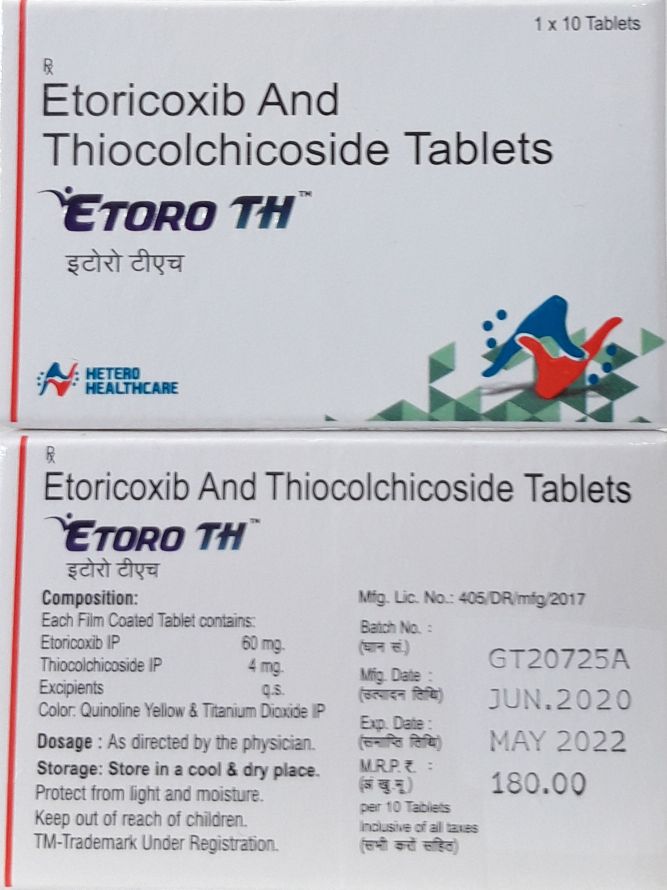 1 x 10 Tablets
Rx
Etoricoxib And
Thiocolchicoside Tablets
ETORO TH™
इटोरो टीएच
HETERO
HEALTHCARE
Rx
Etoricoxib And Thiocolchicoside Tablets
ETORO TH™
इटोरो टीएच
Composition:
Each Film Coated Tablet contains:
Etoricoxib IP 60 mg.
Thiocolchicoside IP 4 mg.
Excipients q.s.
Color: Quinoline Yellow & Titanium Dioxide IP
Dosage : As directed by the physician.
Storage: Store in a cool & dry place.
Protect from light and moisture.
Keep out of reach of children.
TM-Trademark Under Registration.
Mfg. Lic. No.: 405/DR/mfg/2017
Batch No. :
(घान सं.) GT20725A
Mfg. Date :
(उत्पादन तिथि) JUN.2020
Exp. Date :
(समाप्ति तिथि) MAY 2022
M.R.P. ₹. :
(अ.खु.मू.) 180.00
per 10 Tablets
Inclusive of all taxes
(सभी करों सहित)